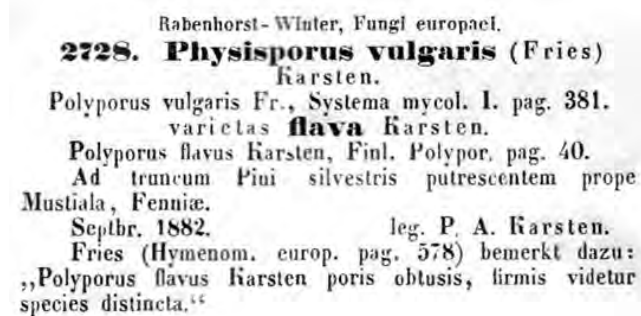 Rabenhorst-Winter, Fungi europaei.
2728. Physisporus vulgaris (Fries)
Karsten.
Polyporus vulgaris Fr., Systema mycol. I. pag. 381.
varietas flava Karsten.
Polyporus flavus Karsten, Finl. Polypor. pag. 40.
Ad truncum Pini silvestris putrescentem prope
Mustiala, Fenniæ.
Septbr. 1882. leg. P. A. Karsten.
Fries (Hymenom. europ. pag. 578) bemerkt dazu:
„Polyporus flavus Karsten poris obtusis, firmis videtur
species distincta.“